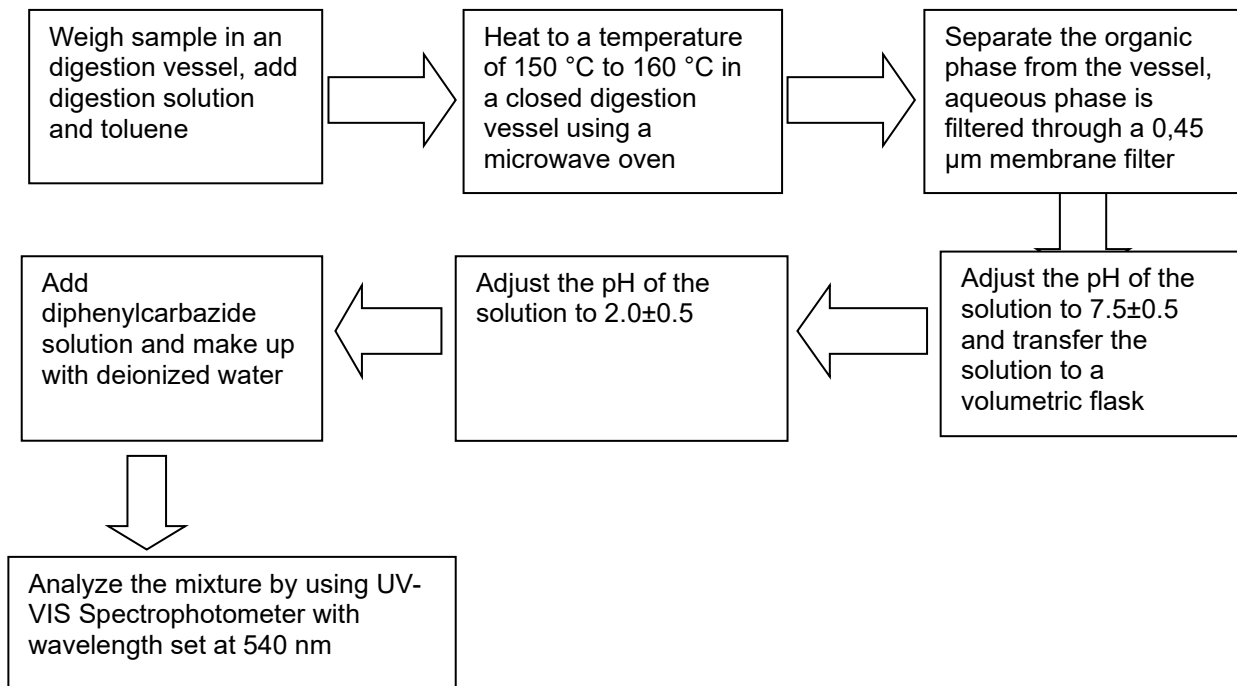 Weigh sample in an
digestion vessel, add
digestion solution
and toluene
Heat to a temperature
of 150 °C to 160 °C in
a closed digestion
vessel using a
microwave oven
Separate the organic
phase from the vessel,
aqueous phase is
filtered through a 0,45
µm membrane filter
Adjust the pH of the
solution to 7.5±0.5
and transfer the
solution to a
volumetric flask
Adjust the pH of the
solution to 2.0±0.5
Add
diphenylcarbazide
solution and make up
with deionized water
Analyze the mixture by using UV-
VIS Spectrophotometer with
wavelength set at 540 nm